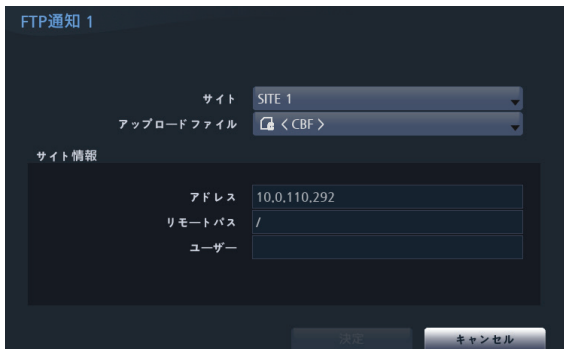 FTP通知 1
サイト SITE 1
アップロードファイル < CBF >
サイト情報
アドレス 10.0.110.292
リモートパス /
ユーザー
決定 キャンセル